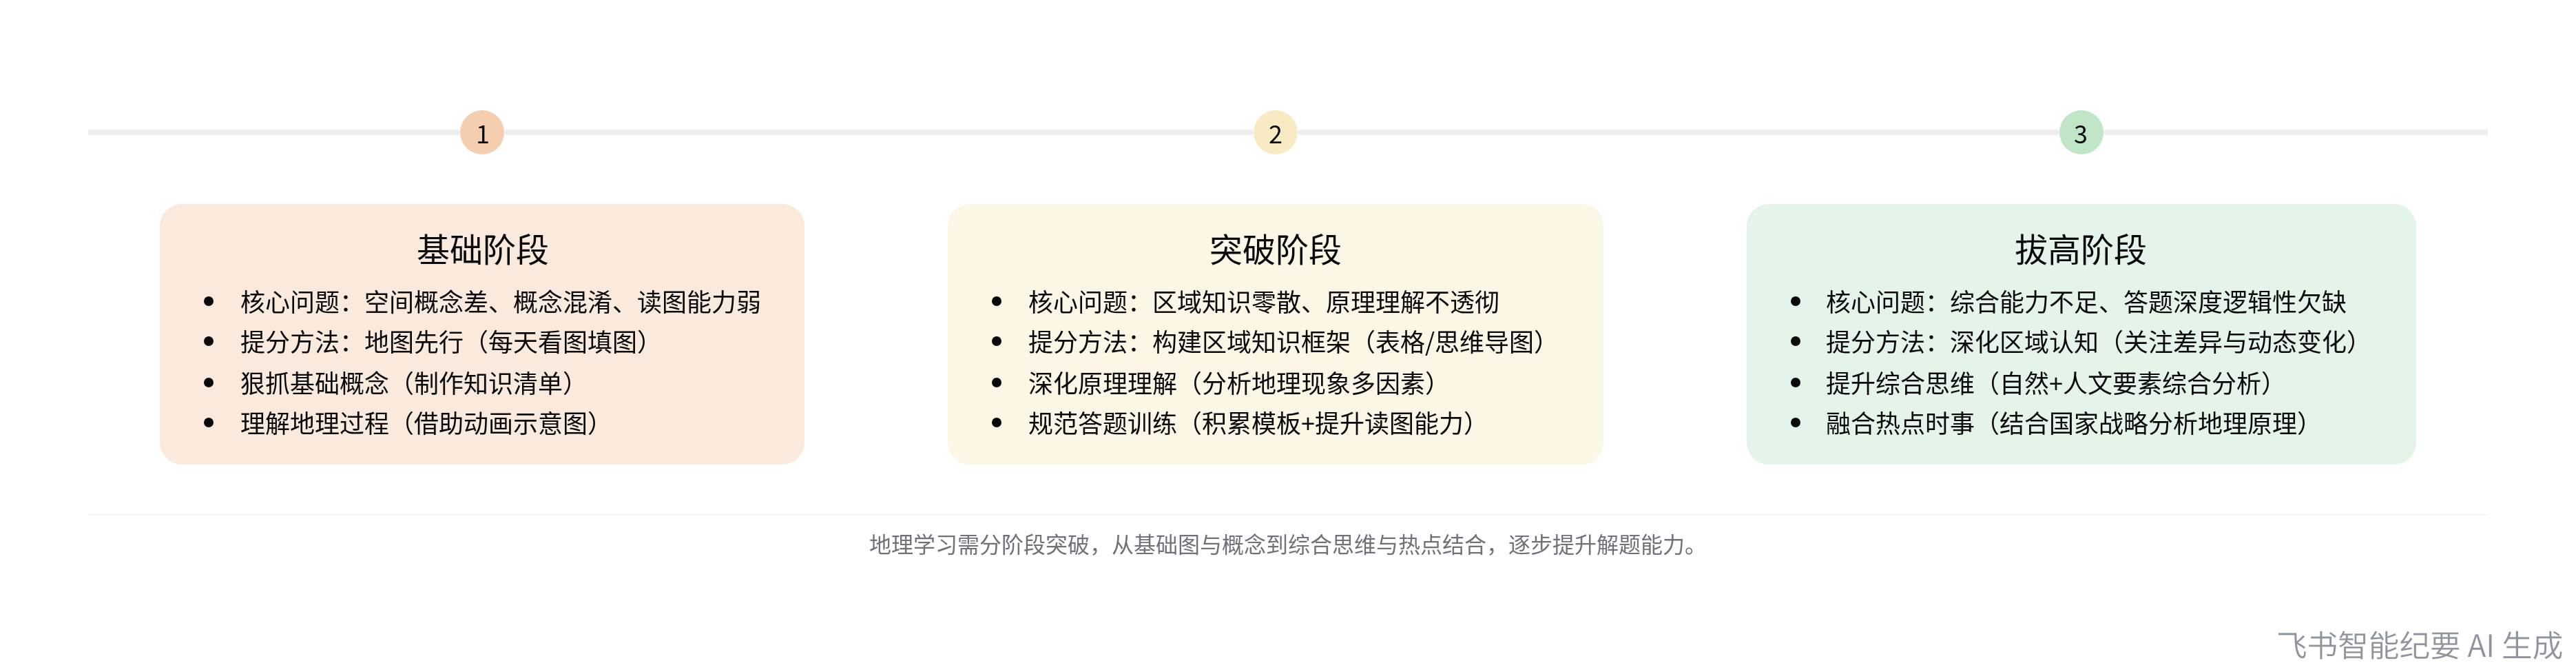 1
2
3
基础阶段
核心问题：空间概念差、概念混淆、读图能力弱
提分方法：地图先行（每天看图填图）
狠抓基础概念（制作知识清单）
理解地理过程（借助动画示意图）
突破阶段
核心问题：区域知识零散、原理理解不透彻
提分方法：构建区域知识框架（表格/思维导图）
深化原理理解（分析地理现象多因素）
规范答题训练（积累模板+提升读图能力）
拔高阶段
核心问题：综合能力不足、答题深度逻辑性欠缺
提分方法：深化区域认知（关注差异与动态变化）
提升综合思维（自然+人文要素综合分析）
融合热点时事（结合国家战略分析地理原理）
地理学习需分阶段突破，从基础图与概念到综合思维与热点结合，逐步提升解题能力。
飞书智能纪要 AI 生成